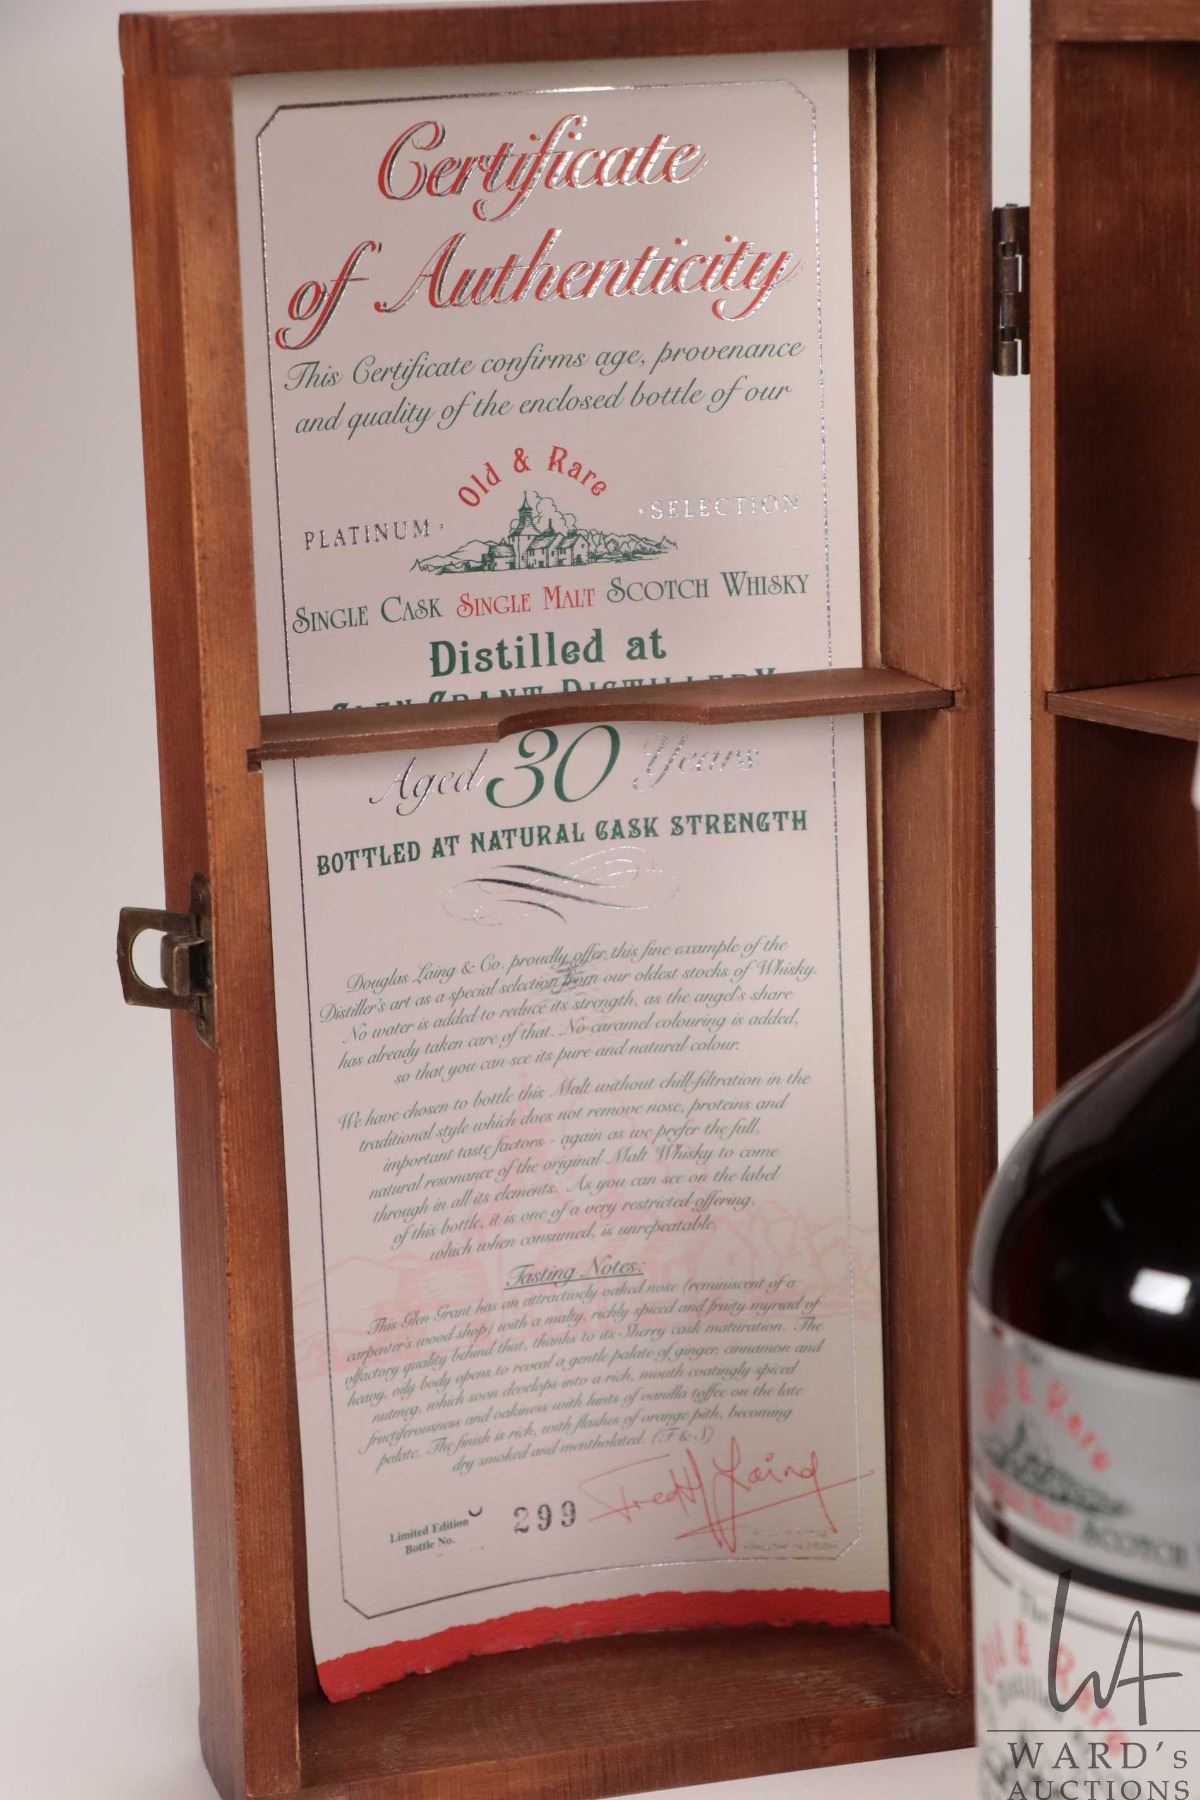 Certificate
of Authenticity
This Certificate confirms age, provenance
and quality of the enclosed bottle of our
Old & Rare
PLATINUM · · SELECTION
SINGLE CASK SINGLE MALT SCOTCH WHISKY
Distilled at
GLEN GRANT DISTILLERY
Aged 30 Years
BOTTLED AT NATURAL CASK STRENGTH
Douglas Laing & Co. proudly offer this fine example of the
Distiller's art as a special selection from our oldest stocks of Whisky.
No water is added to reduce its strength, as the angel's share
has already taken care of that. No caramel colouring is added,
so that you can see its pure and natural colour.
We have chosen to bottle this Malt without chill-filtration in the
traditional style which does not remove nose, proteins and
important taste factors - again as we prefer the full,
natural resonance of the original Malt Whisky to come
through in all its elements. As you can see on the label
of this bottle, it is one of a very restricted offering,
which when consumed, is unrepeatable.
Tasting Notes:
This Glen Grant has an attractively oaked nose (reminiscent of a
carpenter's wood shop) with a malty, richly spiced and fruity myriad of
olfactory quality behind that, thanks to its Sherry cask maturation. The
heavy, oily body opens to reveal a gentle palate of ginger, cinnamon and
nutmeg, which soon develops into a rich, mouth coatingly spiced
fructiferousness and oakiness with hints of vanilla toffee on the late
palate. The finish is rich, with flashes of orange pith, becoming
dry smoked and mentholated. (F & S)
Limited Edition
Bottle No. 299
Fred H Laing
Old & Rare
SCOTCH
The
Old & Rare
WA
WARD's
AUCTIONS